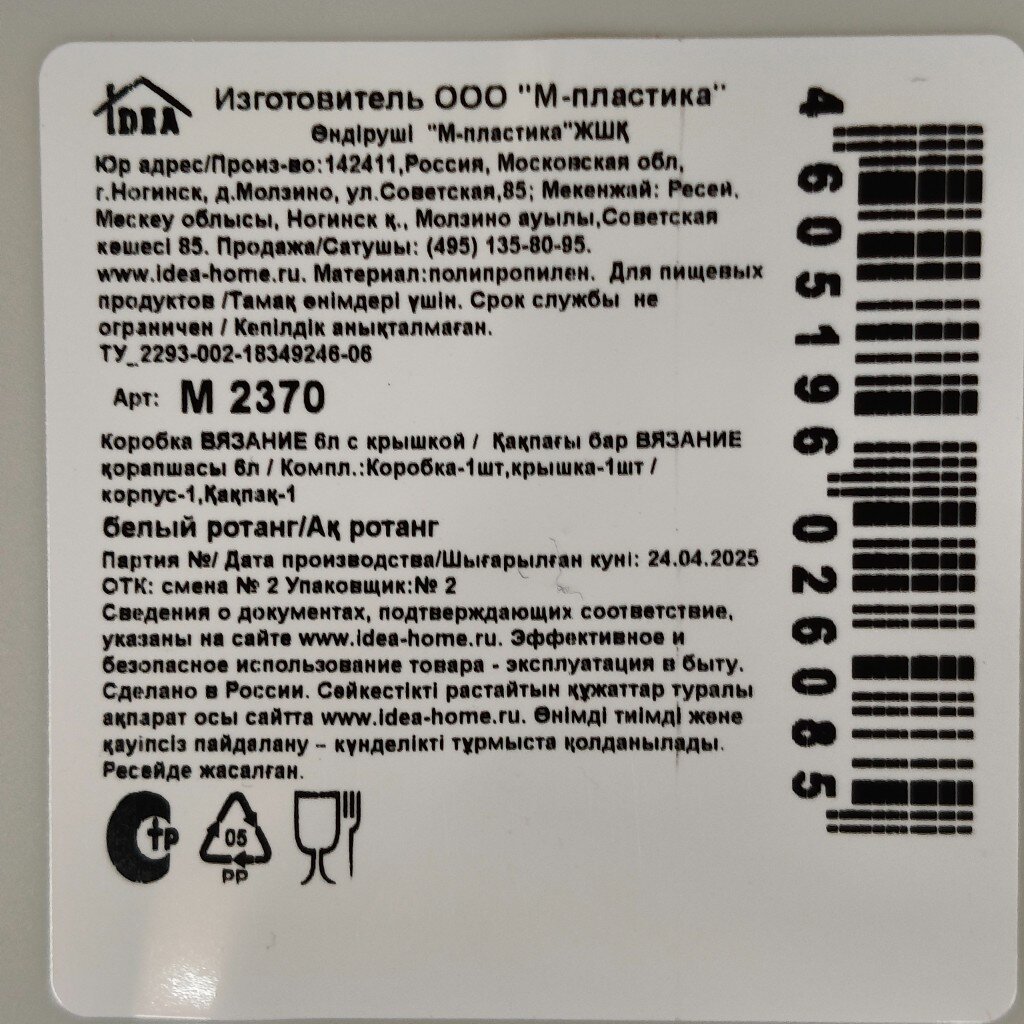 IDEA
Изготовитель ООО "М-пластика"
Өндіруші "М-пластика"ЖШҚ
Юр адрес/Произ-во:142411,Россия, Московская обл,
г.Ногинск, д.Молзино, ул.Советская,85; Мекенжай: Ресей,
Мәскеу облысы, Ногинск қ., Молзино ауылы,Советская
көшесі 85. Продажа/Сатушы: (495) 135-80-95.
www.idea-home.ru. Материал:полипропилен. Для пищевых
продуктов /Тамақ өнімдері үшін. Срок службы не
ограничен / Кепілдік анықталмаған.
ТУ_2293-002-18349246-06
Арт: М 2370
Коробка ВЯЗАНИЕ 6л с крышкой / Қақпағы бар ВЯЗАНИЕ
қорапшасы 6л / Компл.:Коробка-1шт,крышка-1шт /
корпус-1,Қақпақ-1
белый ротанг/Ақ ротанг
Партия №/ Дата производства/Шығарылған күні: 24.04.2025
ОТК: смена № 2 Упаковщик:№ 2
Сведения о документах, подтверждающих соответствие,
указаны на сайте www.idea-home.ru. Эффективное и
безопасное использование товара - эксплуатация в быту.
Сделано в России. Сәйкестікті растайтын құжаттар туралы
ақпарат осы сайтта www.idea-home.ru. Өнімді тиімді және
қауіпсіз пайдалану – күнделікті тұрмыста қолданылады.
Ресейде жасалған.
СТР
05
PP
4 605196 026085